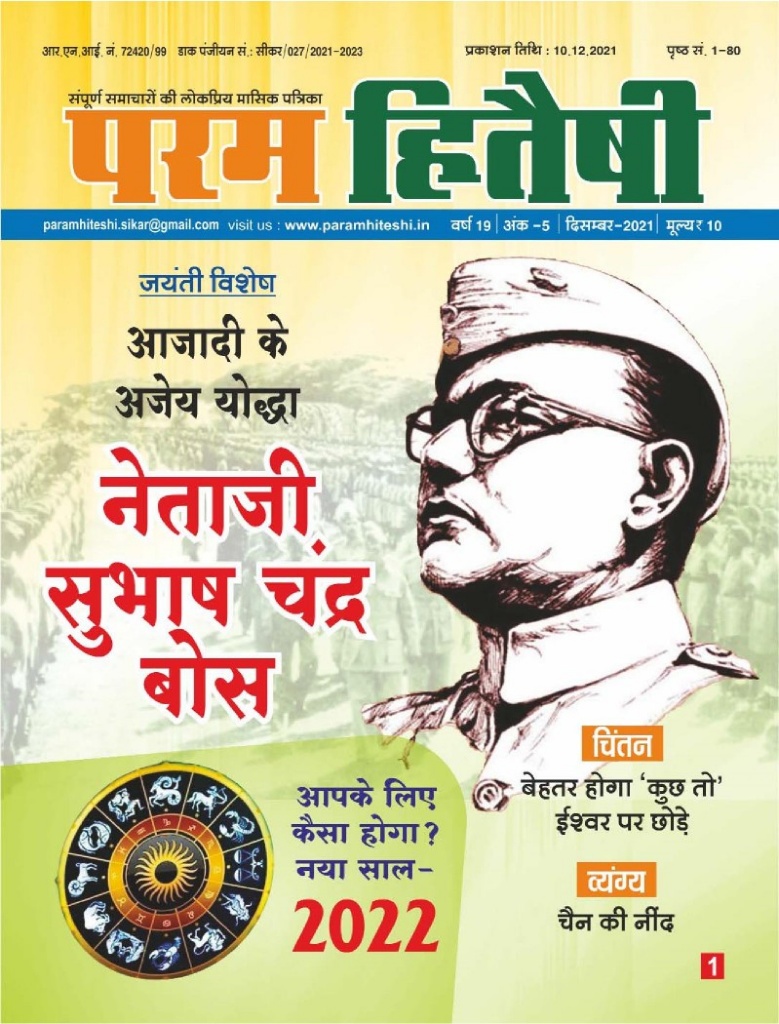 आर.एन.आई. नं. 72420/99 डाक पंजीयन सं.: सीकर/027/2021-2023 प्रकाशन तिथि : 10.12.2021 पृष्ठ सं. 1-80
संपूर्ण समाचारों की लोकप्रिय मासिक पत्रिका
परम हितैषी
paramhiteshi.sikar@gmail.com visit us : www.paramhiteshi.in वर्ष 19 | अंक -5 | दिसम्बर-2021 | मूल्य ₹ 10
जयंती विशेष
आजादी के
अजेय योद्धा
नेताजी
सुभाष चंद्र
बोस
चिंतन
बेहतर होगा ‘कुछ तो’
ईश्वर पर छोड़े
आपके लिए
कैसा होगा?
नया साल-
2022
व्यंग्य
चैन की नींद
1